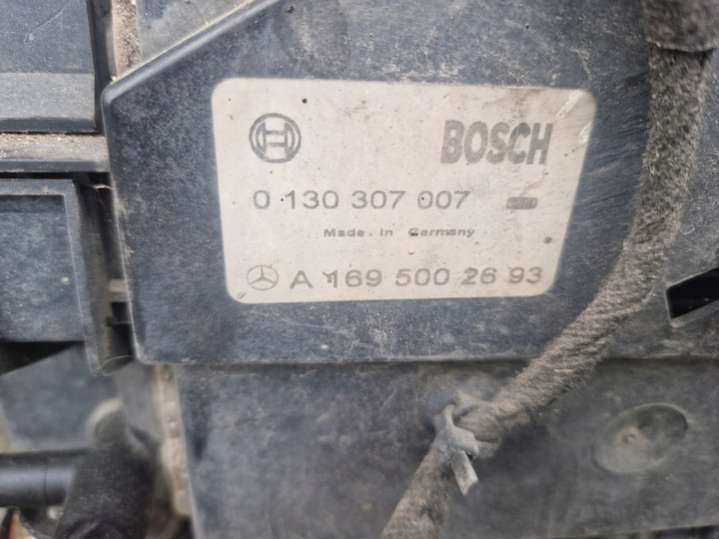 BOSCH
0 130 307 007
Made in Germany
A 169 500 26 93